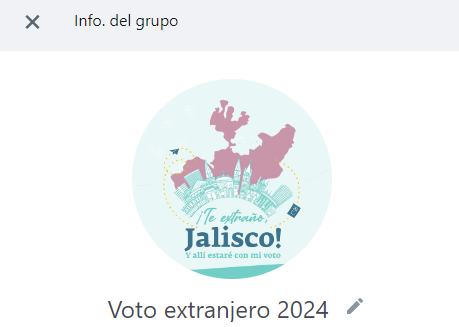 Info. del grupo
¡Te extraño,
Jalisco!
Y allí estaré con mi voto
Voto extranjero 2024